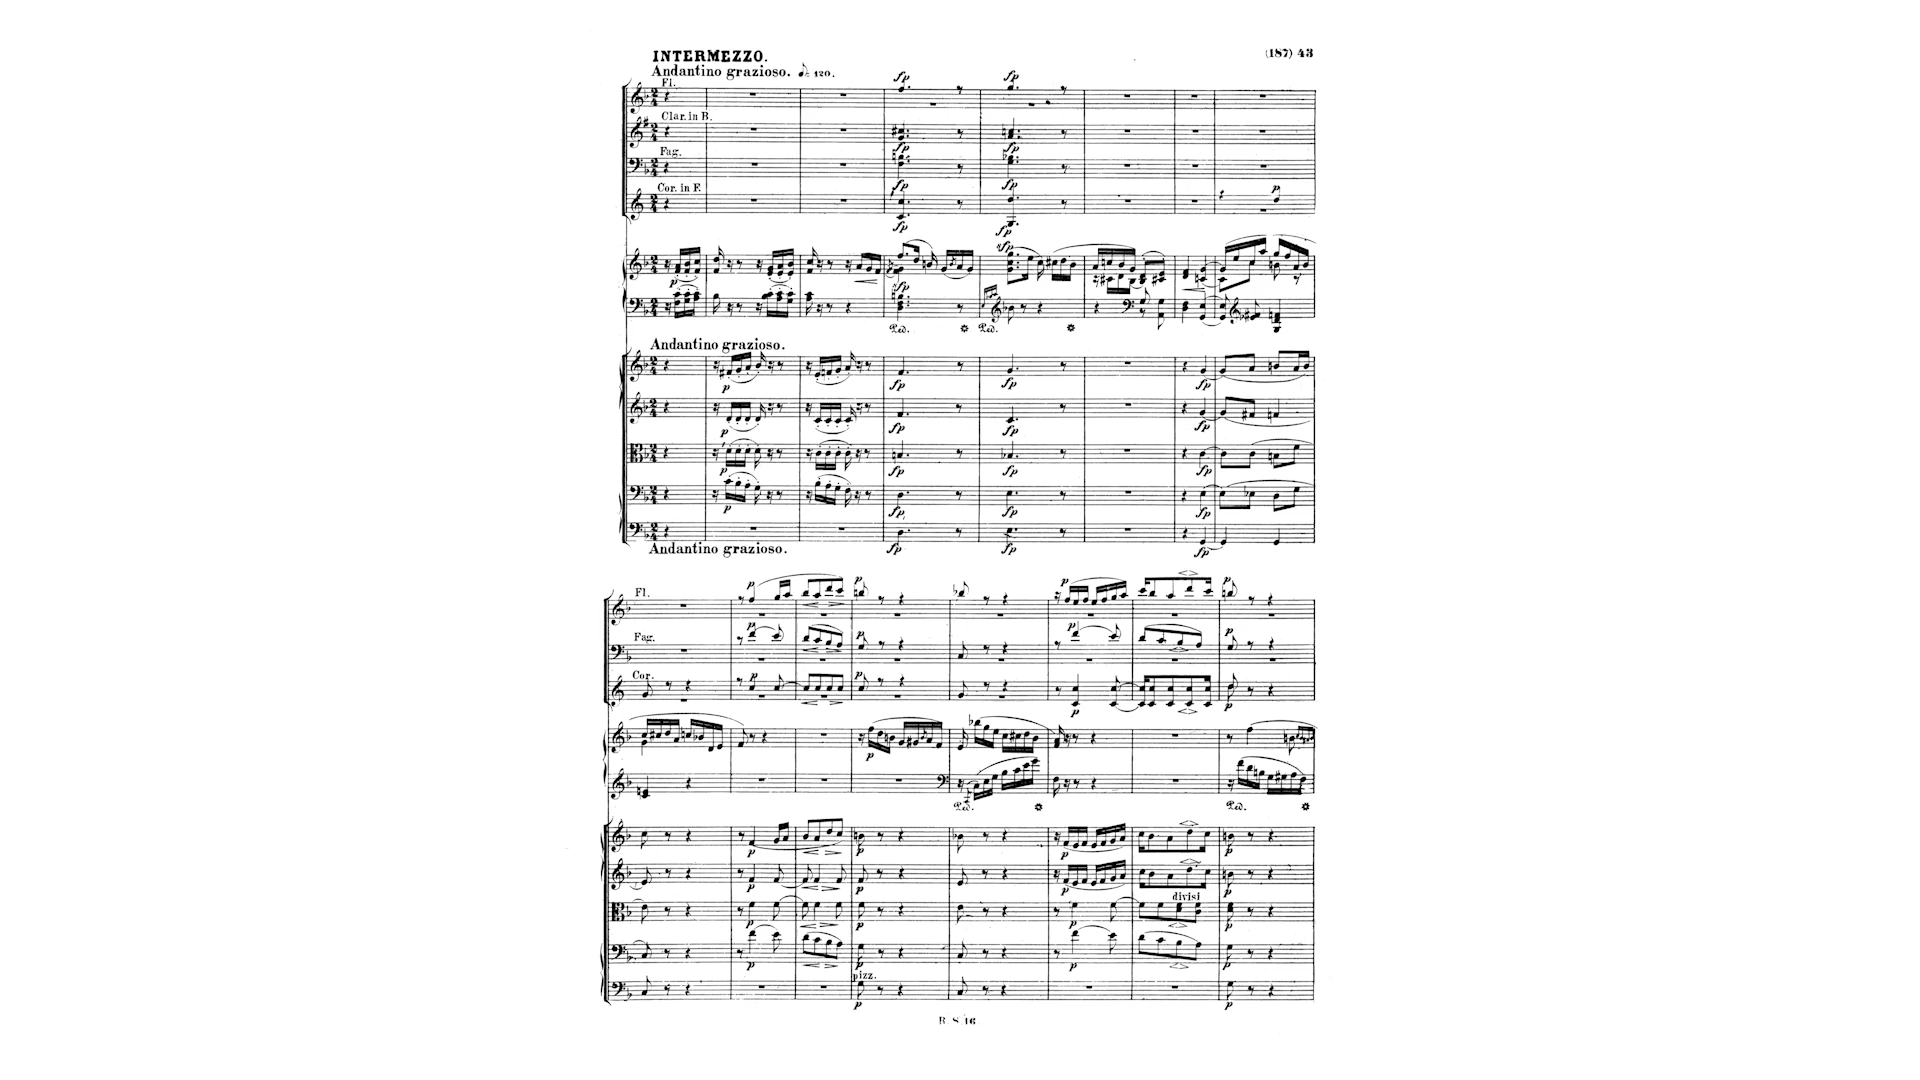 INTERMEZZO.
(187) 43
Andantino grazioso. ♪= 120.
Fl.
Clar. in B.
Fag.
Cor. in F.
Andantino grazioso.
Andantino grazioso.
Fl.
Fag.
Cor.
divisi
pizz.
R. S. 16